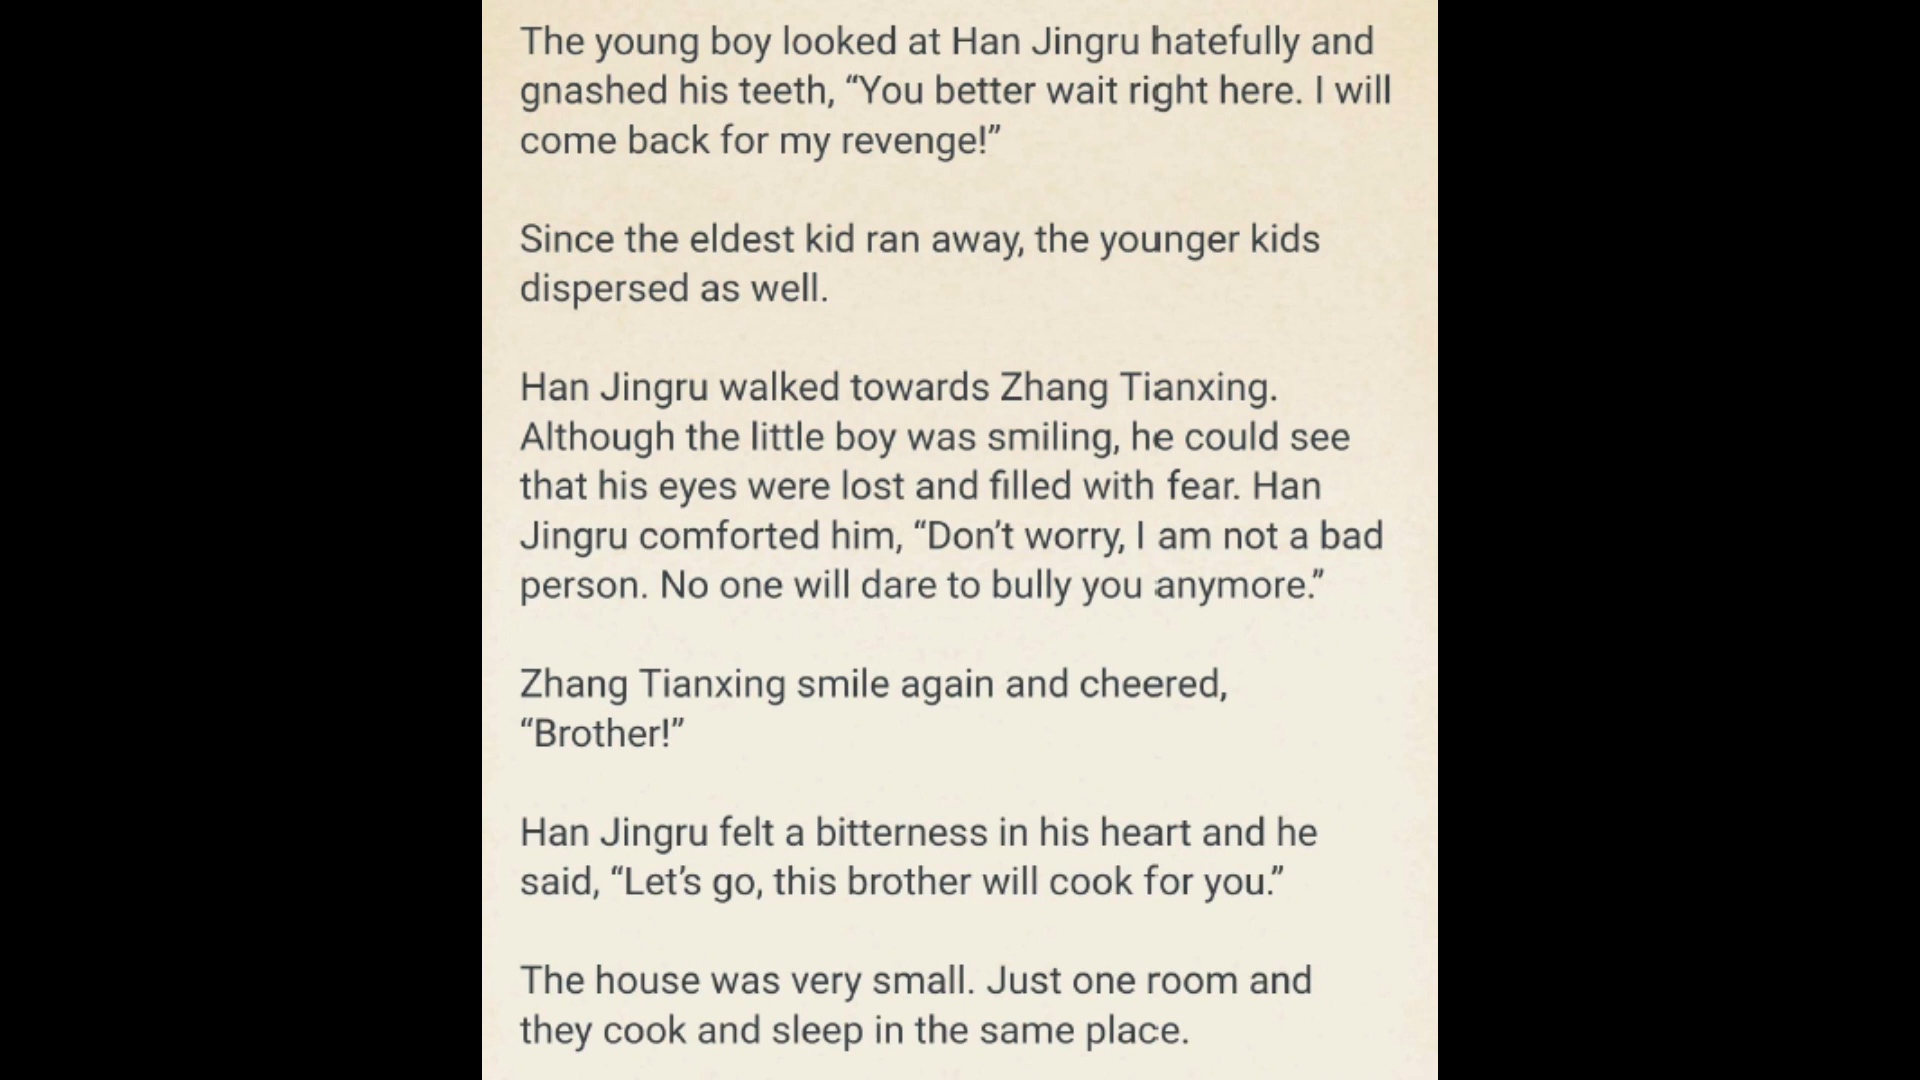 The young boy looked at Han Jingru hatefully and
gnashed his teeth, “You better wait right here. I will
come back for my revenge!”
Since the eldest kid ran away, the younger kids
dispersed as well.
Han Jingru walked towards Zhang Tianxing.
Although the little boy was smiling, he could see
that his eyes were lost and filled with fear. Han
Jingru comforted him, “Don’t worry, I am not a bad
person. No one will dare to bully you anymore.”
Zhang Tianxing smile again and cheered,
“Brother!”
Han Jingru felt a bitterness in his heart and he
said, “Let’s go, this brother will cook for you.”
The house was very small. Just one room and
they cook and sleep in the same place.